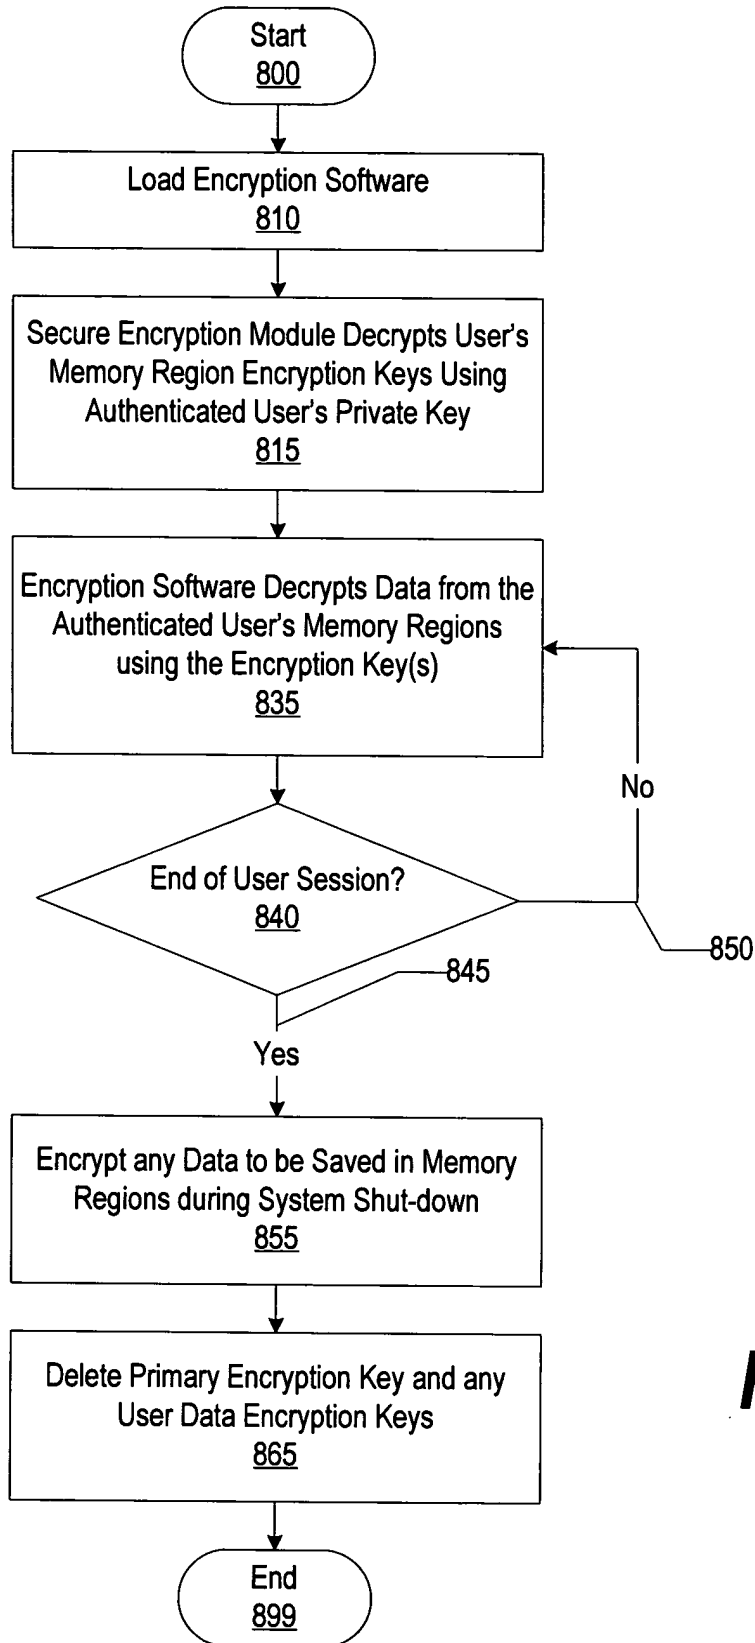 Start
800
Load Encryption Software
810
Secure Encryption Module Decrypts User's
Memory Region Encryption Keys Using
Authenticated User's Private Key
815
Encryption Software Decrypts Data from the
Authenticated User's Memory Regions
using the Encryption Key(s)
835
No
End of User Session?
840
850
845
Yes
Encrypt any Data to be Saved in Memory
Regions during System Shut-down
855
Delete Primary Encryption Key and any
User Data Encryption Keys
865
End
899